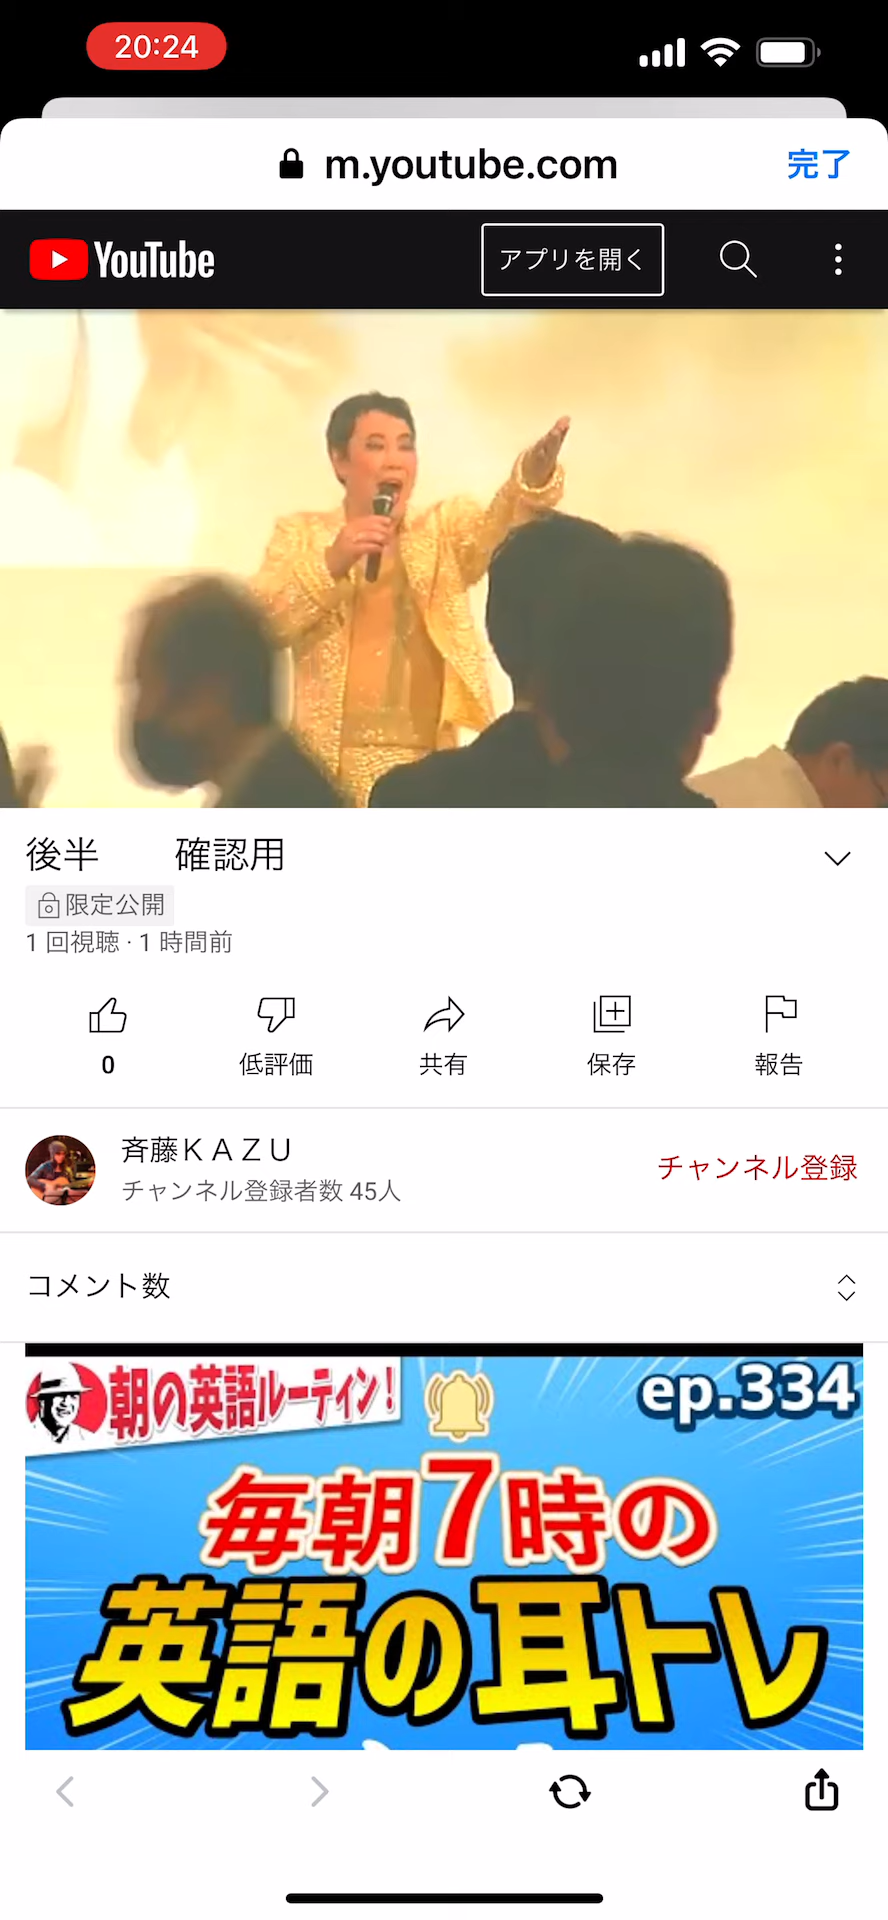 20:24
m.youtube.com
完了
YouTube
アプリを開く
後半　　確認用
限定公開
1 回視聴 · 1 時間前
0
低評価
共有
保存
報告
斉藤ＫＡＺＵ
チャンネル登録者数 45人
チャンネル登録
コメント数
朝の英語ルーティン!
ep.334
毎朝7時の
英語の耳トレ